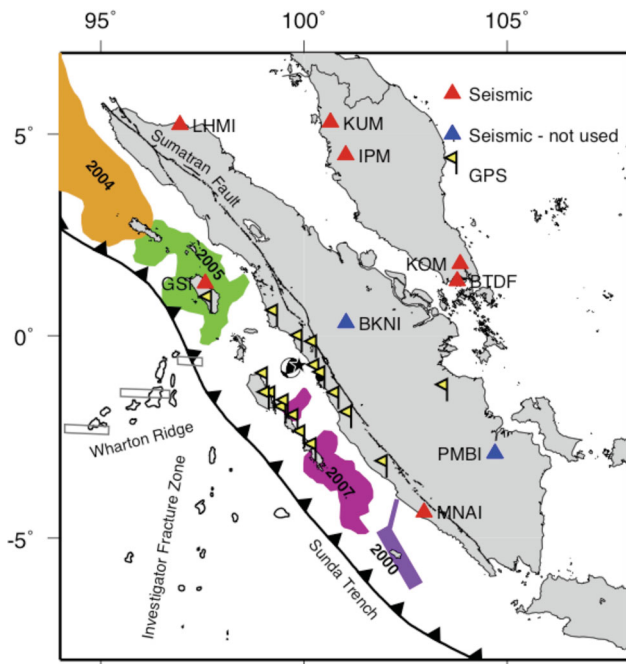 95°
100°
105°
5°
0°
-5°
Seismic
Seismic - not used
GPS
LHMI
KUM
IPM
Sumatran Fault
2004
2005
GSI
KOM
BTDF
BKNI
Wharton Ridge
PMBI
2007
MNAI
2000
Investigator Fracture Zone
Sunda Trench